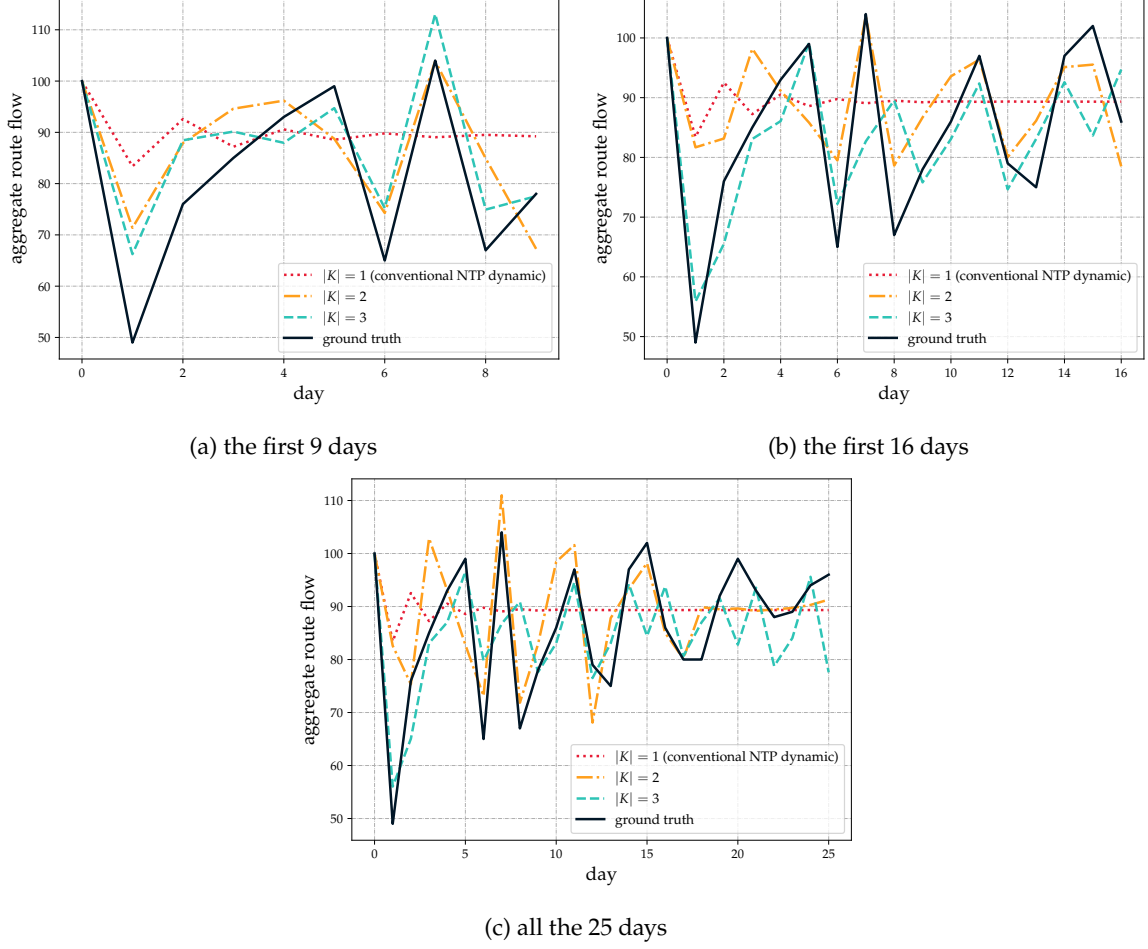 110
100
90
80
70
60
50
aggregate route flow
|K| = 1 (conventional NTP dynamic)
|K| = 2
|K| = 3
ground truth
0 2 4 6 8
day
(a) the first 9 days
100
90
80
70
60
50
aggregate route flow
|K| = 1 (conventional NTP dynamic)
|K| = 2
|K| = 3
ground truth
0 2 4 6 8 10 12 14 16
day
(b) the first 16 days
110
100
90
80
70
60
50
aggregate route flow
|K| = 1 (conventional NTP dynamic)
|K| = 2
|K| = 3
ground truth
0 5 10 15 20 25
day
(c) all the 25 days